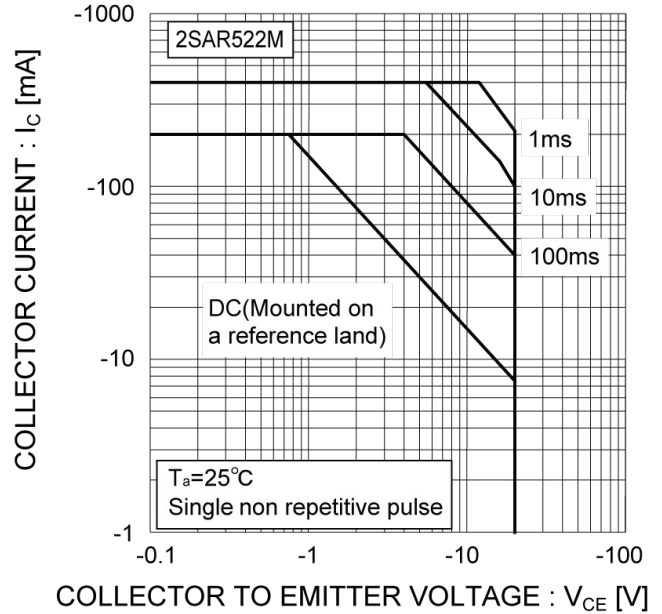 -1000
2SAR522M
COLLECTOR CURRENT : IC [mA]
1ms
-100
10ms
100ms
DC(Mounted on
a reference land)
-10
Ta=25℃
Single non repetitive pulse
-1
-0.1
-1
-10
-100
COLLECTOR TO EMITTER VOLTAGE : VCE [V]